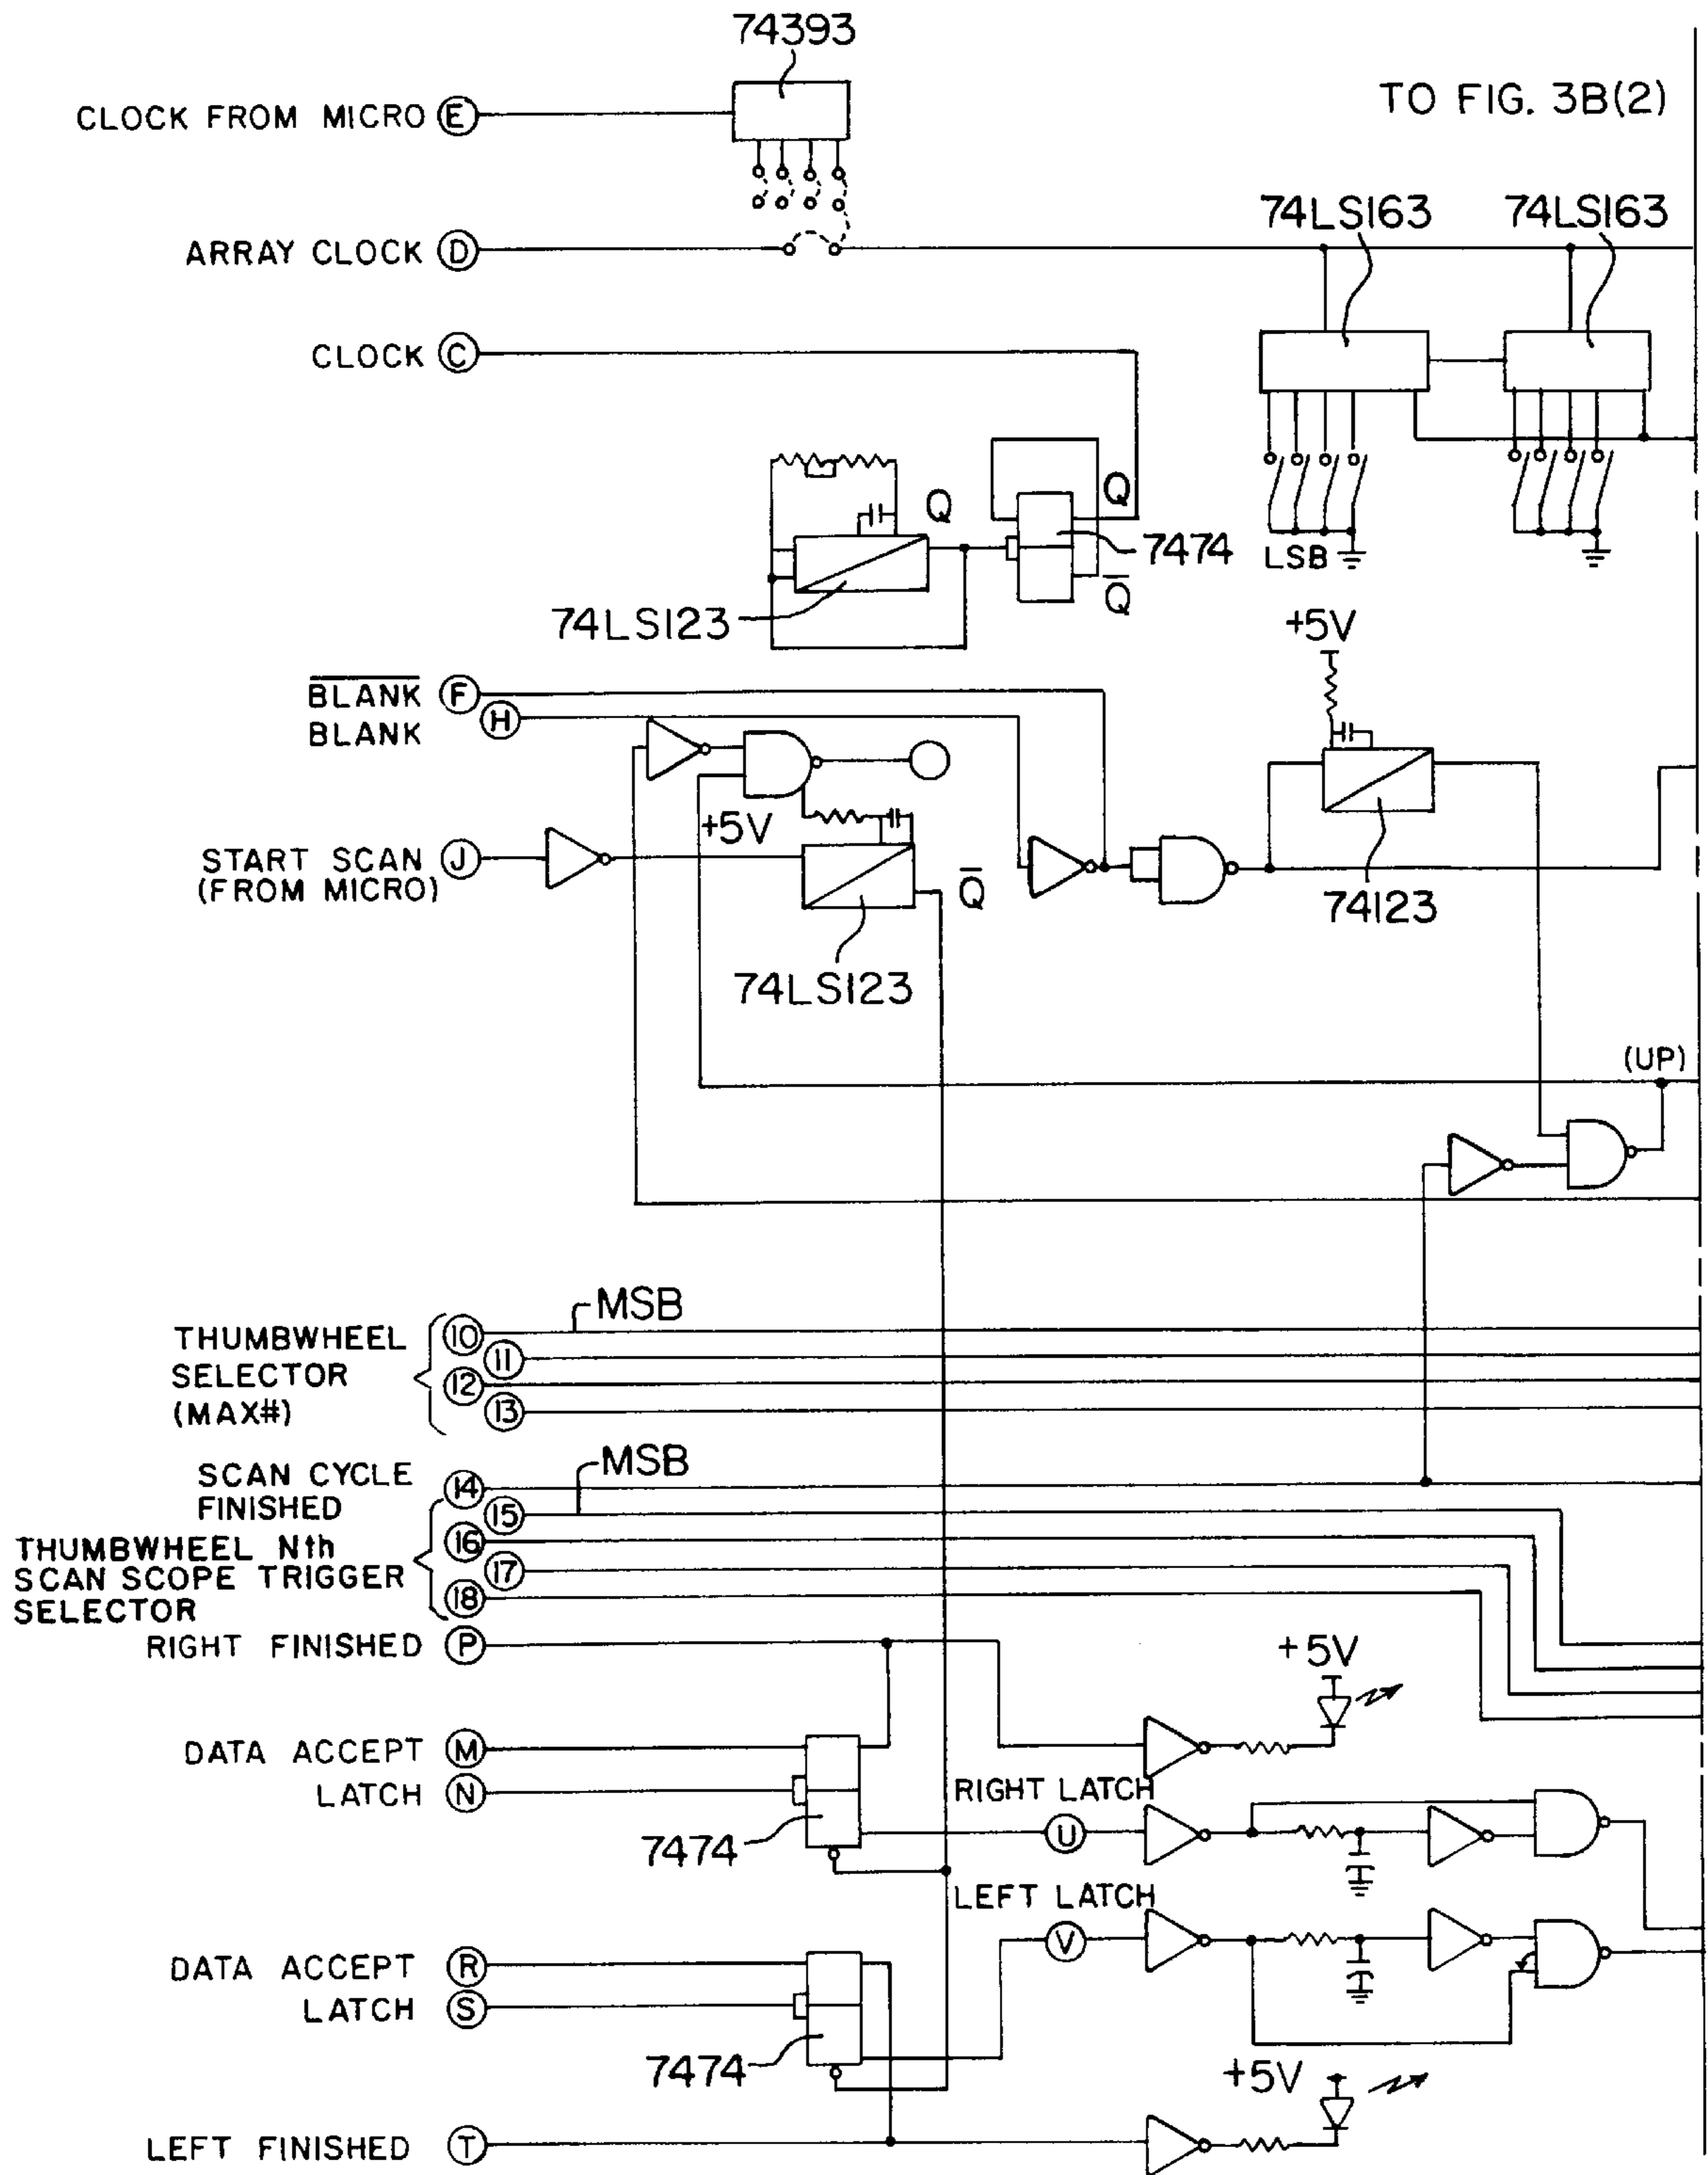 74393
CLOCK FROM MICRO E
TO FIG. 3B(2)
74LS163
74LS163
ARRAY CLOCK D
CLOCK C
Q
Q
7474
LSB
Q̅
74LS123
+5V
B̅L̅A̅N̅K̅ F
BLANK H
+5V
START SCAN J
(FROM MICRO)
Q̅
74123
74LS123
(UP)
MSB
THUMBWHEEL
SELECTOR
(MAX#)
10
11
12
13
MSB
SCAN CYCLE
FINISHED
14
15
THUMBWHEEL Nth
SCAN SCOPE TRIGGER
SELECTOR
16
17
18
RIGHT FINISHED P
+5V
DATA ACCEPT M
LATCH N
RIGHT LATCH
U
7474
LEFT LATCH
V
DATA ACCEPT R
LATCH S
7474
+5V
LEFT FINISHED T